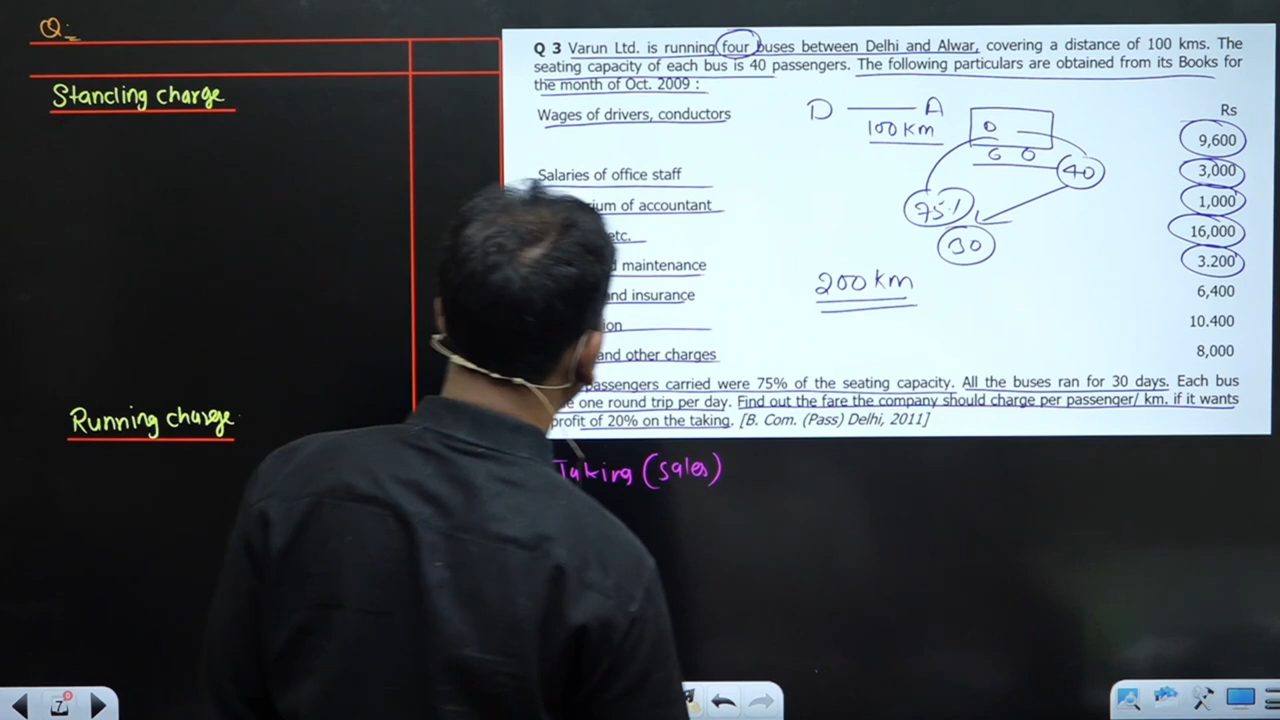 Q:-
Standing charge
Running charge
Q 3 Varun Ltd. is running four buses between Delhi and Alwar, covering a distance of 100 kms. The
seating capacity of each bus is 40 passengers. The following particulars are obtained from its Books for
the month of Oct. 2009 :
Rs
Wages of drivers, conductors 9,600
Salaries of office staff 3,000
ium of accountant 1,000
etc. 16,000
maintenance 3.200
and insurance 6,400
ion 10.400
and other charges 8,000
passengers carried were 75% of the seating capacity. All the buses ran for 30 days. Each bus
one round trip per day. Find out the fare the company should charge per passenger/ km. if it wants
profit of 20% on the taking. [B. Com. (Pass) Delhi, 2011]
D — A
100 km
D
40
75%
30
200 km
Taking (sales)
7